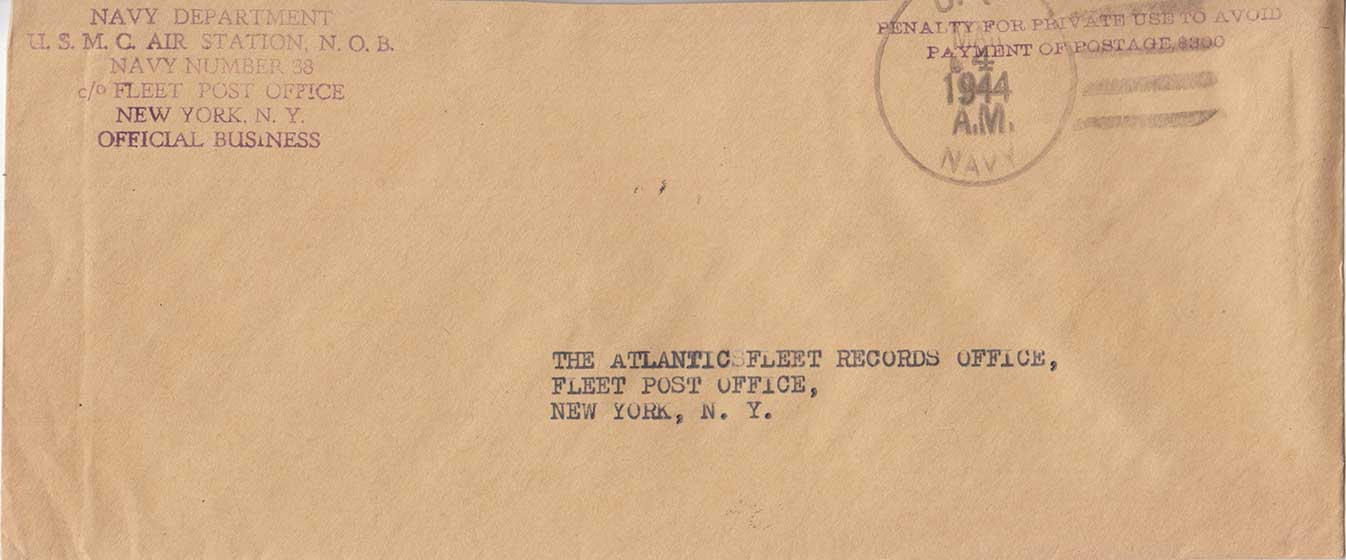 NAVY DEPARTMENT
U. S. M. C. AIR STATION, N. O. B.
NAVY NUMBER 38
c/o FLEET POST OFFICE
NEW YORK, N. Y.
OFFICIAL BUSINESS
PENALTY FOR PRIVATE USE TO AVOID
PAYMENT OF POSTAGE, $300
4
1944
A.M.
NAVY
THE ATLANTIC FLEET RECORDS OFFICE,
FLEET POST OFFICE,
NEW YORK, N. Y.